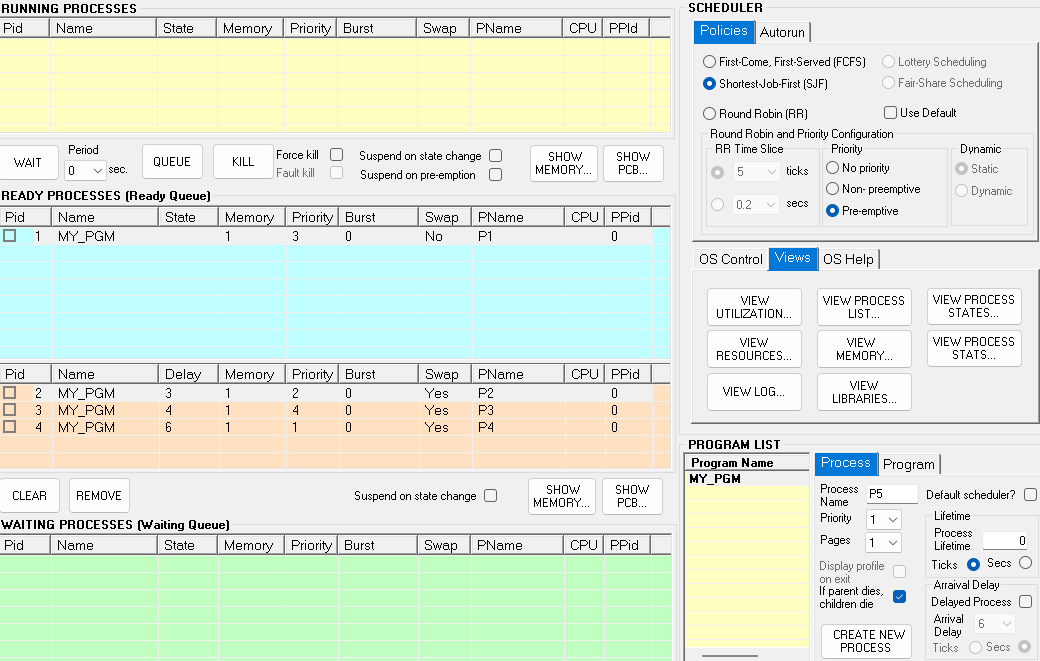 RUNNING PROCESSES
Pid Name State Memory Priority Burst Swap PName CPU PPId
WAIT
Period
0 sec.
QUEUE
KILL
Force kill
Fault kill
Suspend on state change
Suspend on pre-emption
SHOW
MEMORY...
SHOW
PCB...
READY PROCESSES (Ready Queue)
Pid Name State Memory Priority Burst Swap PName CPU PPId
1 MY_PGM 1 3 0 No P1 0
Pid Name Delay Memory Priority Burst Swap PName CPU PPId
2 MY_PGM 3 1 2 0 Yes P2 0
3 MY_PGM 4 1 4 0 Yes P3 0
4 MY_PGM 6 1 1 0 Yes P4 0
CLEAR
REMOVE
Suspend on state change
SHOW
MEMORY...
SHOW
PCB...
WAITING PROCESSES (Waiting Queue)
Pid Name State Memory Priority Burst Swap PName CPU PPid
SCHEDULER
Policies Autorun
First-Come, First-Served (FCFS) Lottery Scheduling
Shortest-Job-First (SJF) Fair-Share Scheduling
Round Robin (RR) Use Default
Round Robin and Priority Configuration
RR Time Slice
5 ticks
0.2 secs
Priority
No priority
Non- preemptive
Pre-emptive
Dynamic
Static
Dynamic
OS Control Views OS Help
VIEW
UTILIZATION...
VIEW PROCESS
LIST...
VIEW PROCESS
STATES...
VIEW
RESOURCES...
VIEW
MEMORY...
VIEW PROCESS
STATS...
VIEW LOG...
VIEW
LIBRARIES...
PROGRAM LIST
Program Name
MY_PGM
Process Program
Process
Name
P5
Default scheduler?
Priority
1
Pages
1
Display profile
on exit
If parent dies,
children die
CREATE NEW
PROCESS
Lifetime
Process
Lifetime
0
Ticks Secs
Arraival Delay
Delayed Process
Arrival
Delay
6
Ticks Secs